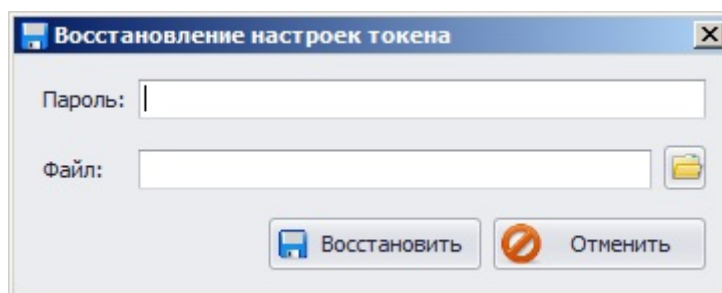 Восстановление настроек токена
Пароль:
Файл:
Восстановить Отменить